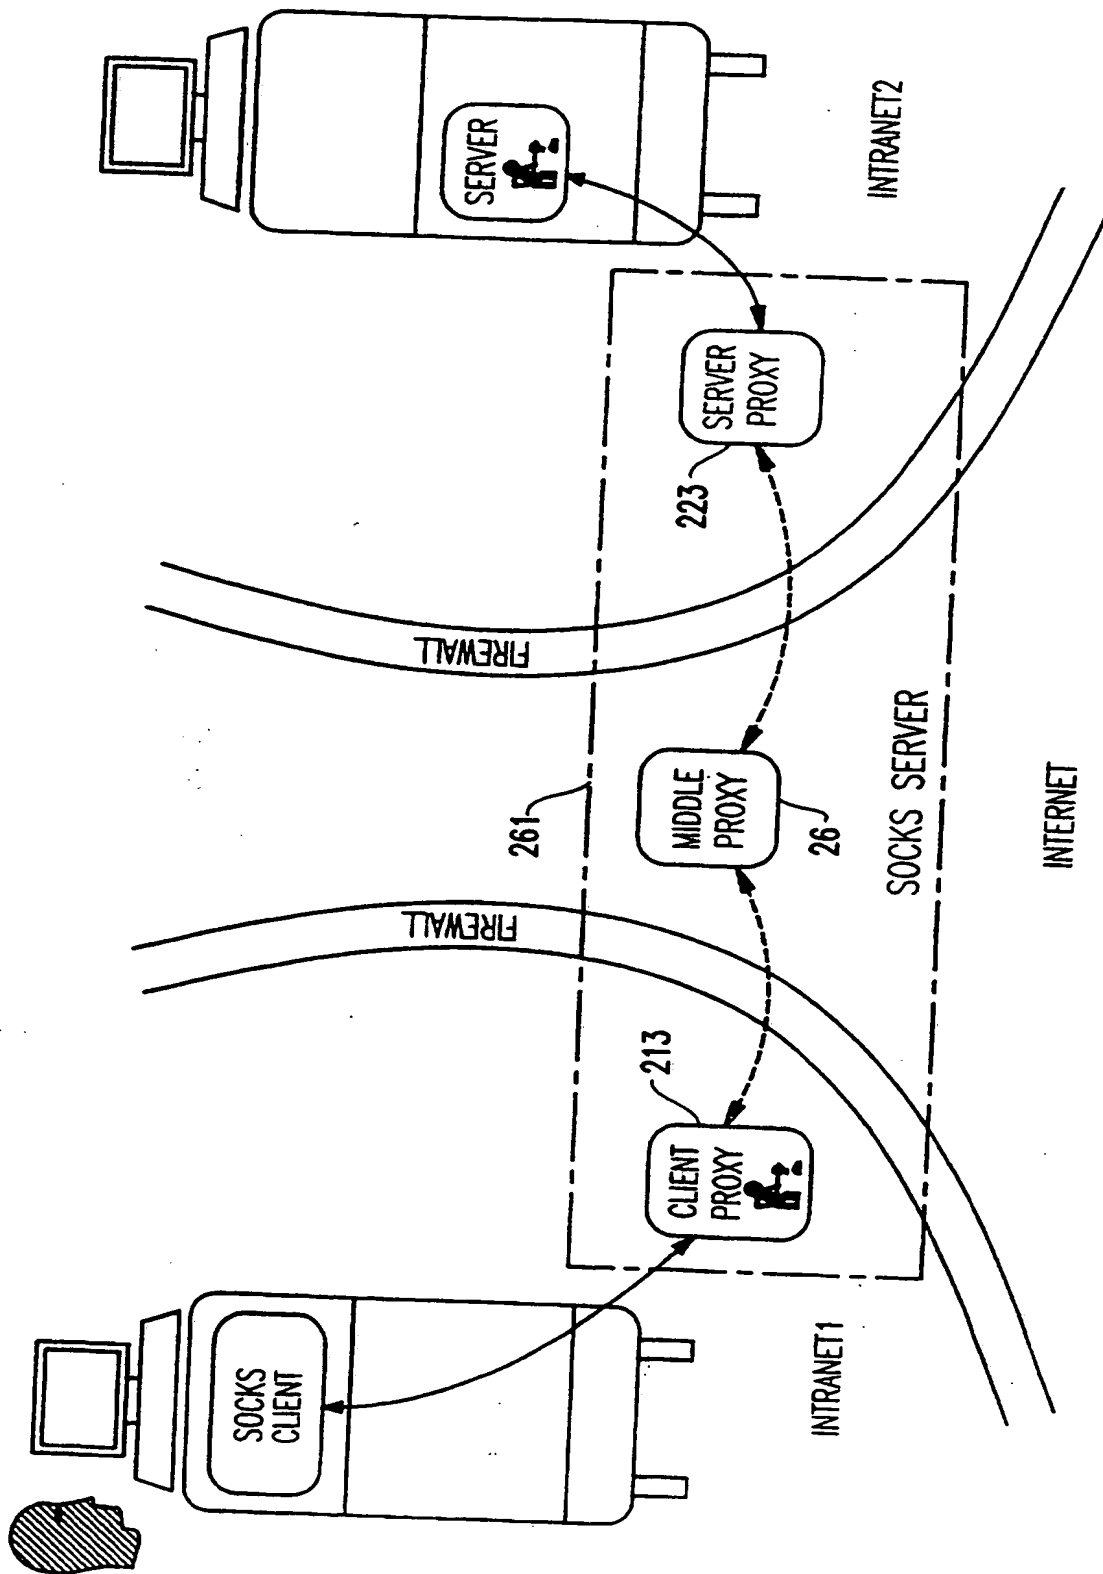 SOCKS
CLIENT
INTRANET1
CLIENT
PROXY
213
FIREWALL
261
MIDDLE
PROXY
26
SOCKS SERVER
INTERNET
FIREWALL
223
SERVER
PROXY
SERVER
INTRANET2